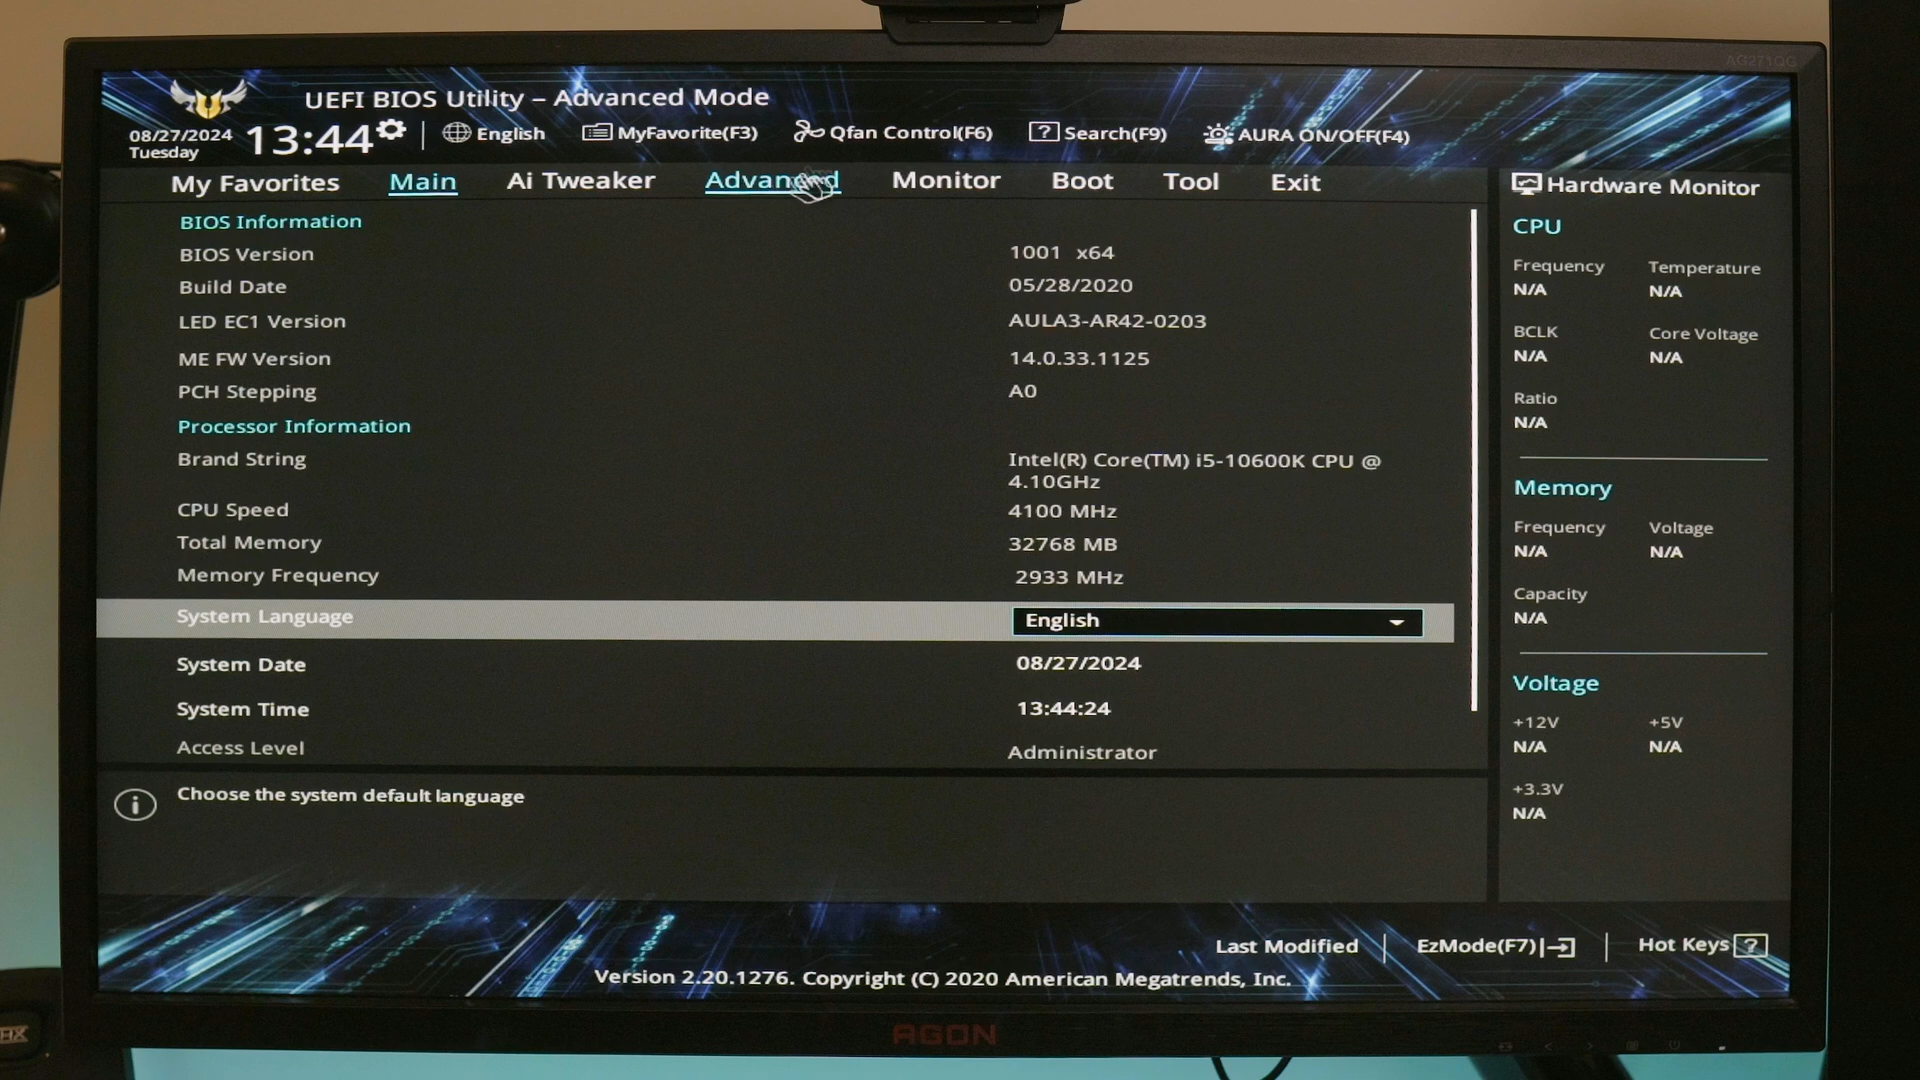 AG271QG
UEFI BIOS Utility – Advanced Mode
08/27/2024
Tuesday
13:44
English
MyFavorite(F3)
Qfan Control(F6)
? Search(F9)
AURA ON/OFF(F4)
My Favorites Main Ai Tweaker Advanced Monitor Boot Tool Exit
BIOS Information
BIOS Version 1001 x64
Build Date 05/28/2020
LED EC1 Version AULA3-AR42-0203
ME FW Version 14.0.33.1125
PCH Stepping A0
Processor Information
Brand String Intel(R) Core(TM) i5-10600K CPU @
4.10GHz
CPU Speed 4100 MHz
Total Memory 32768 MB
Memory Frequency 2933 MHz
System Language English
System Date 08/27/2024
System Time 13:44:24
Access Level Administrator
i Choose the system default language
Hardware Monitor
CPU
Frequency Temperature
N/A N/A
BCLK Core Voltage
N/A N/A
Ratio
N/A
Memory
Frequency Voltage
N/A N/A
Capacity
N/A
Voltage
+12V +5V
N/A N/A
+3.3V
N/A
Last Modified
EzMode(F7)
Hot Keys ?
Version 2.20.1276. Copyright (C) 2020 American Megatrends, Inc.
AGON